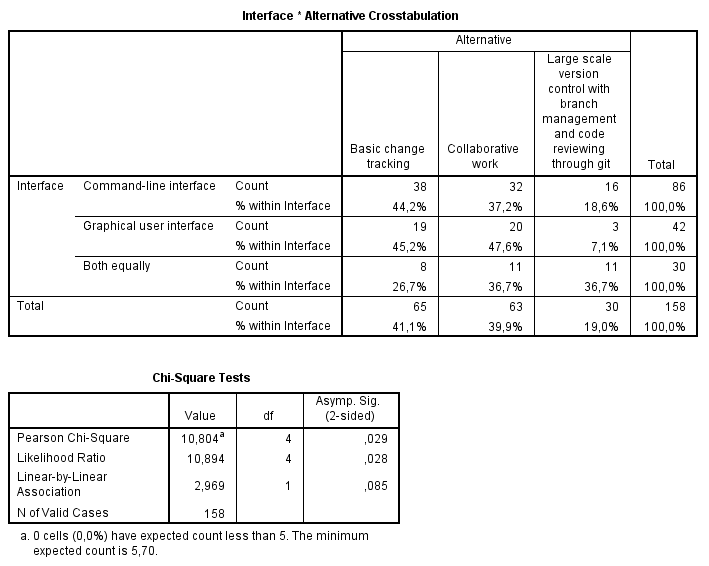 Interface * Alternative Crosstabulation
Alternative
Basic change
tracking
Collaborative
work
Large scale
version
control with
branch
management
and code
reviewing
through git
Total
Interface Command-line interface Count 38 32 16 86
% within Interface 44,2% 37,2% 18,6% 100,0%
Graphical user interface Count 19 20 3 42
% within Interface 45,2% 47,6% 7,1% 100,0%
Both equally Count 8 11 11 30
% within Interface 26,7% 36,7% 36,7% 100,0%
Total Count 65 63 30 158
% within Interface 41,1% 39,9% 19,0% 100,0%
Chi-Square Tests
Value df Asymp. Sig.
(2-sided)
Pearson Chi-Square 10,804a 4 ,029
Likelihood Ratio 10,894 4 ,028
Linear-by-Linear
Association 2,969 1 ,085
N of Valid Cases 158
a. 0 cells (0,0%) have expected count less than 5. The minimum
expected count is 5,70.